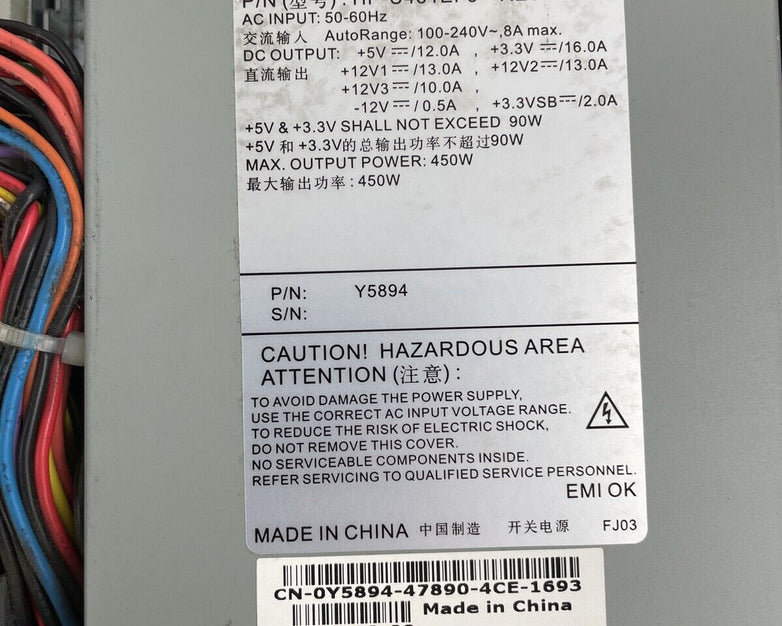 P/N (型号) :
AC INPUT: 50-60Hz
交流输人 AutoRange: 100-240V~,8A max.
DC OUTPUT: +5V ⎓/12.0A , +3.3V ⎓/16.0A
直流输出 +12V1 ⎓/13.0A , +12V2⎓/13.0A
+12V3 ⎓/10.0A ,
-12V ⎓/ 0.5A , +3.3VSB⎓/2.0A
+5V & +3.3V SHALL NOT EXCEED 90W
+5V 和 +3.3V的总输出功率不超过90W
MAX. OUTPUT POWER: 450W
最大输出功率: 450W
P/N: Y5894
S/N:
CAUTION! HAZARDOUS AREA
ATTENTION (注意) :
TO AVOID DAMAGE THE POWER SUPPLY,
USE THE CORRECT AC INPUT VOLTAGE RANGE.
TO REDUCE THE RISK OF ELECTRIC SHOCK,
DO NOT REMOVE THIS COVER.
NO SERVICEABLE COMPONENTS INSIDE.
REFER SERVICING TO QUALIFIED SERVICE PERSONNEL.
EMI OK
MADE IN CHINA 中国制造 开关电源 FJ03
CN-0Y5894-47890-4CE-1693
Made in China